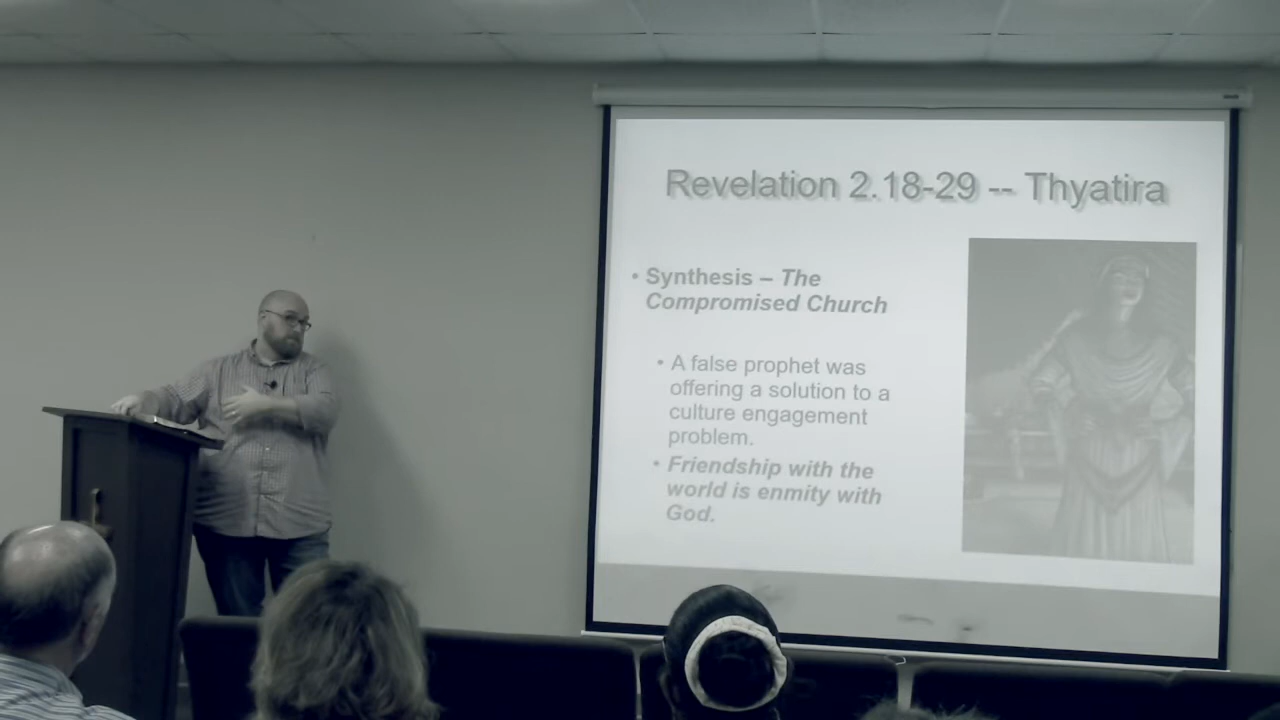 Revelation 2.18-29 -- Thyatira
• Synthesis – The
Compromised Church
• A false prophet was
offering a solution to a
culture engagement
problem.
• Friendship with the
world is enmity with
God.